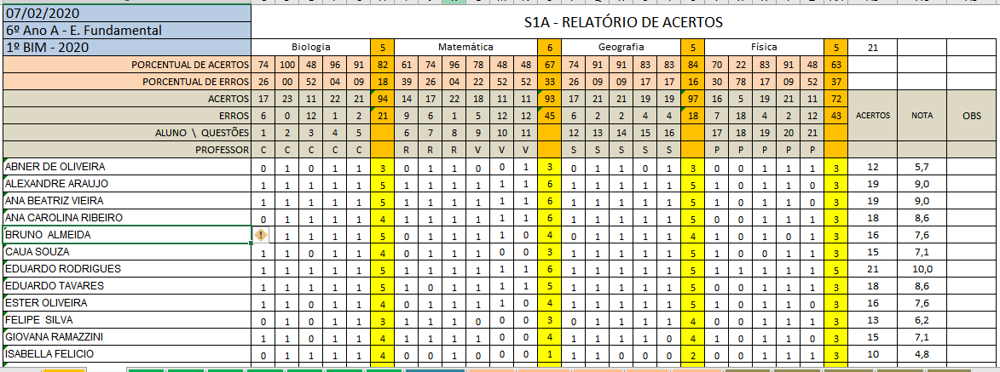 07/02/2020
6º Ano A - E. Fundamental
1º BIM - 2020
S1A - RELATÓRIO DE ACERTOS
Biologia 5 Matemática 6 Geografia 5 Física 5 21
PORCENTUAL DE ACERTOS 74 100 48 96 91 82 61 74 96 78 48 48 67 74 91 91 83 83 84 70 22 83 91 48 63
PORCENTUAL DE ERROS 26 00 52 04 09 18 39 26 04 22 52 52 33 26 09 09 17 17 16 30 78 17 09 52 37
ACERTOS 17 23 11 22 21 94 14 17 22 18 11 11 93 17 21 21 19 19 97 16 5 19 21 11 72
ERROS 6 0 12 1 2 21 9 6 1 5 12 12 45 6 2 2 4 4 18 7 18 4 2 12 43 ACERTOS NOTA OBS
ALUNO \ QUESTÕES 1 2 3 4 5 6 7 8 9 10 11 12 13 14 15 16 17 18 19 20 21
PROFESSOR C C C C C R R R V V V S S S S S P P P P P
ABNER DE OLIVEIRA 0 1 0 1 1 3 0 1 1 0 0 1 3 0 1 1 0 1 3 0 0 1 1 1 3 12 5,7
ALEXANDRE ARAUJO 1 1 1 1 1 5 1 1 1 1 1 1 6 1 1 1 1 1 5 1 0 1 1 0 3 19 9,0
ANA BEATRIZ VIEIRA 1 1 1 1 1 5 1 1 1 1 1 1 6 1 1 1 1 1 5 1 0 1 1 0 3 19 9,0
ANA CAROLINA RIBEIRO 0 1 1 1 1 4 1 1 1 1 1 1 6 1 1 1 1 1 5 1 0 1 1 0 3 18 8,6
BRUNO ALMEIDA 1 1 1 1 5 0 1 1 1 1 0 4 0 1 1 1 1 4 1 1 0 1 0 3 16 7,6
CAUA SOUZA 1 1 0 1 1 4 0 1 1 1 0 0 3 1 1 1 1 1 5 1 0 0 1 1 3 15 7,1
EDUARDO RODRIGUES 1 1 1 1 1 5 1 1 1 1 1 1 6 1 1 1 1 1 5 1 1 1 1 1 5 21 10,0
EDUARDO TAVARES 1 1 1 1 1 5 1 0 1 1 1 1 5 1 1 1 1 1 5 1 0 1 1 0 3 18 8,6
ESTER OLIVEIRA 1 1 0 1 1 4 0 1 1 1 1 0 4 1 1 1 1 1 5 1 0 1 1 0 3 16 7,6
FELIPE SILVA 0 1 0 1 1 3 1 1 1 0 0 0 3 0 1 1 1 1 4 0 0 1 1 1 3 13 6,2
GIOVANA RAMAZZINI 1 1 0 1 1 4 1 1 1 1 0 0 4 1 1 1 1 0 4 1 0 1 1 0 3 15 7,1
ISABELLA FELICIO 0 1 1 1 1 4 0 0 1 0 0 0 1 1 1 0 0 0 2 0 0 1 1 1 3 10 4,8